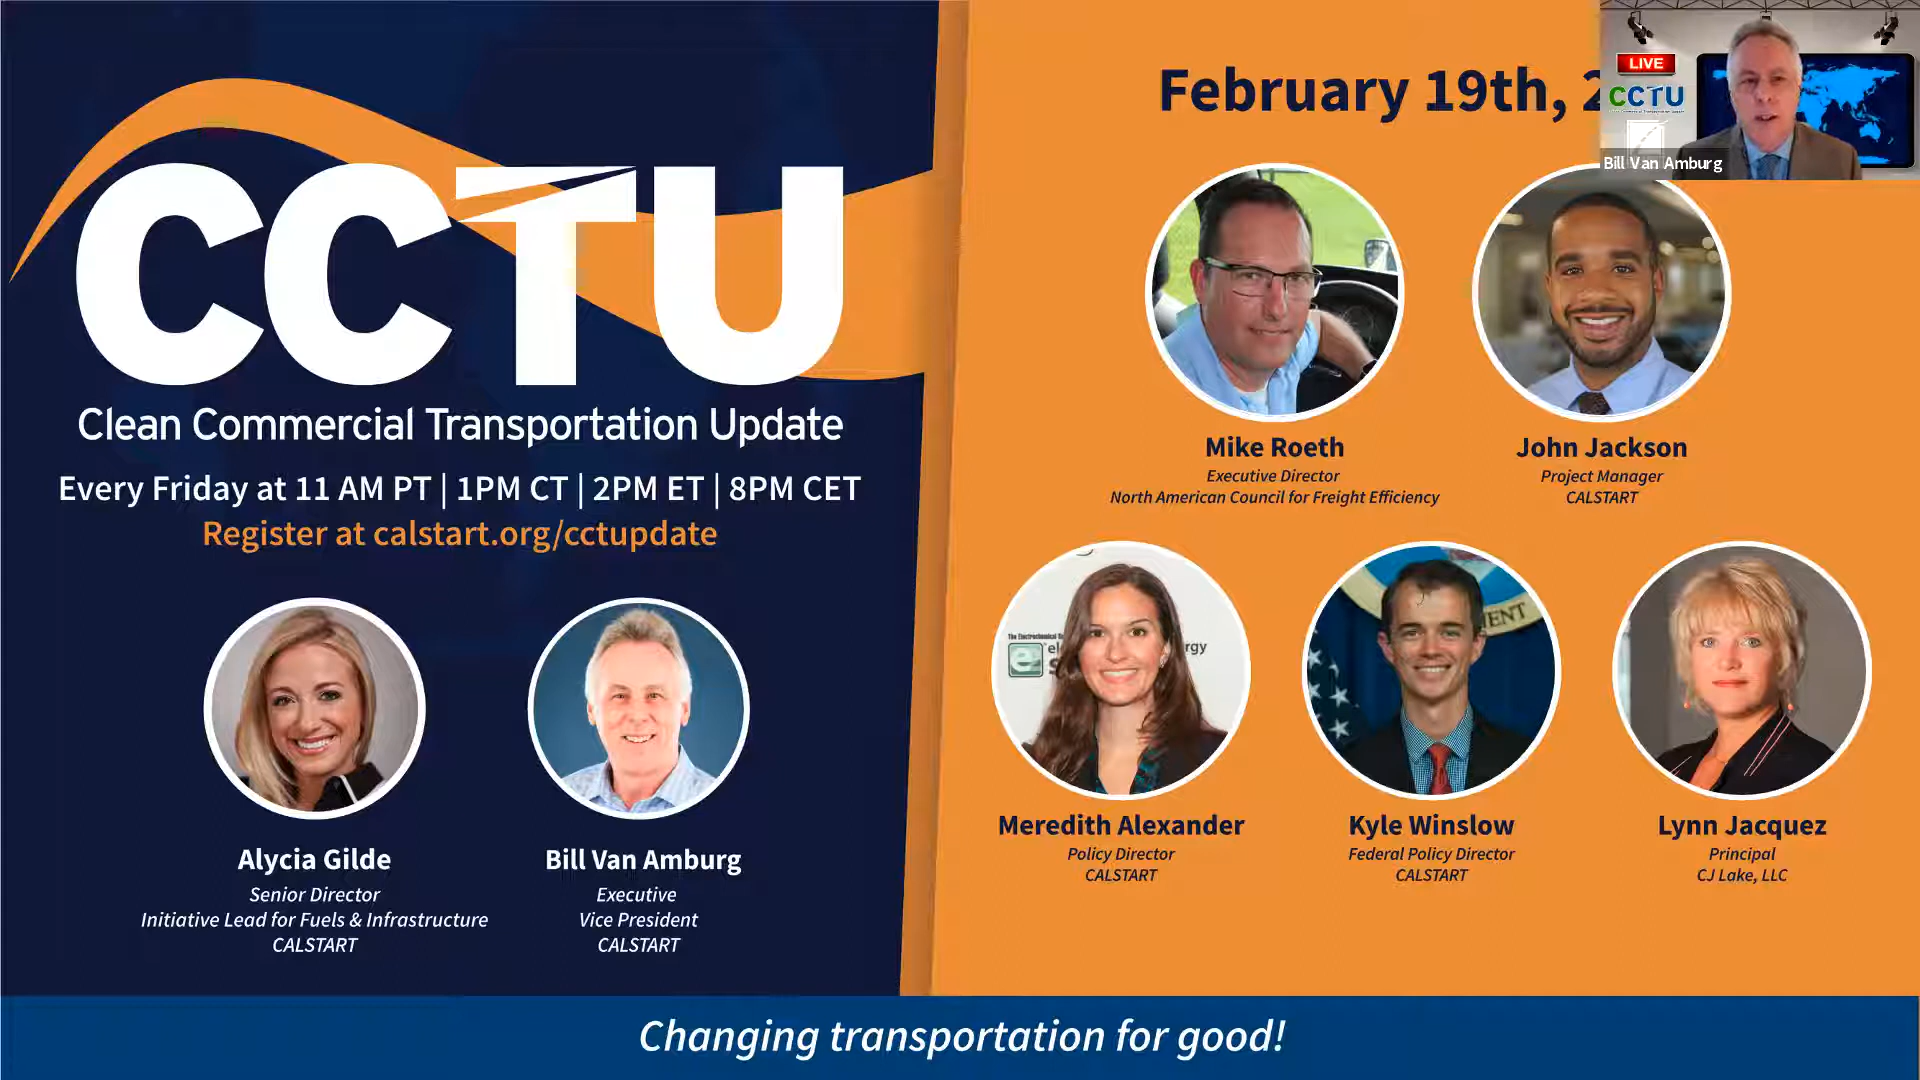 CCTU
Clean Commercial Transportation Update
Every Friday at 11 AM PT | 1PM CT | 2PM ET | 8PM CET
Register at calstart.org/cctupdate
Alycia Gilde
Senior Director
Initiative Lead for Fuels & Infrastructure
CALSTART
Bill Van Amburg
Executive
Vice President
CALSTART
February 19th, 2
LIVE
CCTU
Bill Van Amburg
Mike Roeth
Executive Director
North American Council for Freight Efficiency
John Jackson
Project Manager
CALSTART
ENT
Meredith Alexander
Policy Director
CALSTART
Kyle Winslow
Federal Policy Director
CALSTART
Lynn Jacquez
Principal
CJ Lake, LLC
Changing transportation for good!